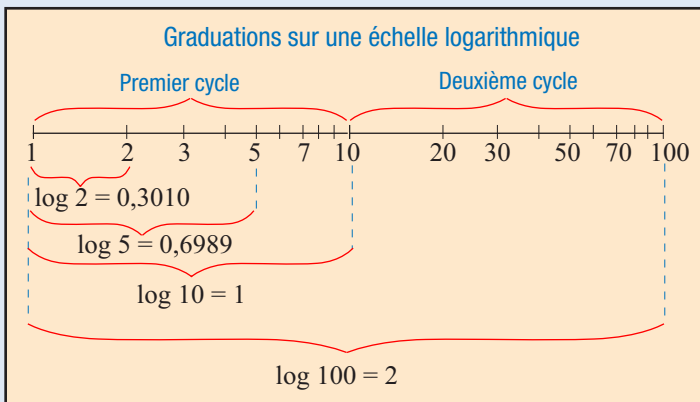 Graduations sur une échelle logarithmique
Premier cycle Deuxième cycle
1 2 3 5 7 10 20 30 50 70 100
log 2 = 0,3010
log 5 = 0,6989
log 10 = 1
log 100 = 2